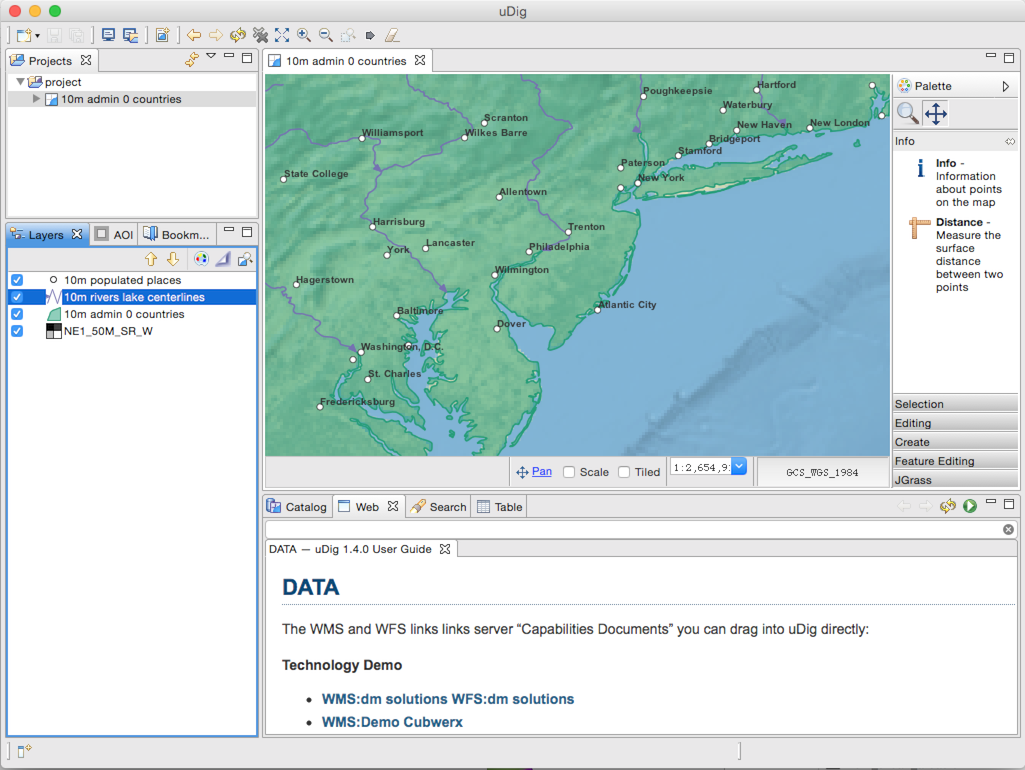 uDig
Projects
project
10m admin 0 countries
Layers
AOI
Bookm...
10m populated places
10m rivers lake centerlines
10m admin 0 countries
NE1_50M_SR_W
10m admin 0 countries
Poughkeepsie
Hartford
Waterbury
Scranton
New Haven
New London
Williamsport
Wilkes Barre
Bridgeport
Stamford
Paterson
State College
New York
Allentown
Harrisburg
Trenton
Lancaster
York
Philadelphia
Wilmington
Hagerstown
Atlantic City
Baltimore
Dover
Washington, D.C.
St. Charles
Fredericksburg
Pan
Scale
Tiled
1:2,654,9
GCS_WGS_1984
Palette
Info
Info -
Information
about points
on the map
Distance -
Measure the
surface
distance
between two
points
Selection
Editing
Create
Feature Editing
JGrass
Catalog
Web
Search
Table
DATA — uDig 1.4.0 User Guide
DATA
The WMS and WFS links links server “Capabilities Documents” you can drag into uDig directly:
Technology Demo
• WMS:dm solutions WFS:dm solutions
• WMS:Demo Cubwerx